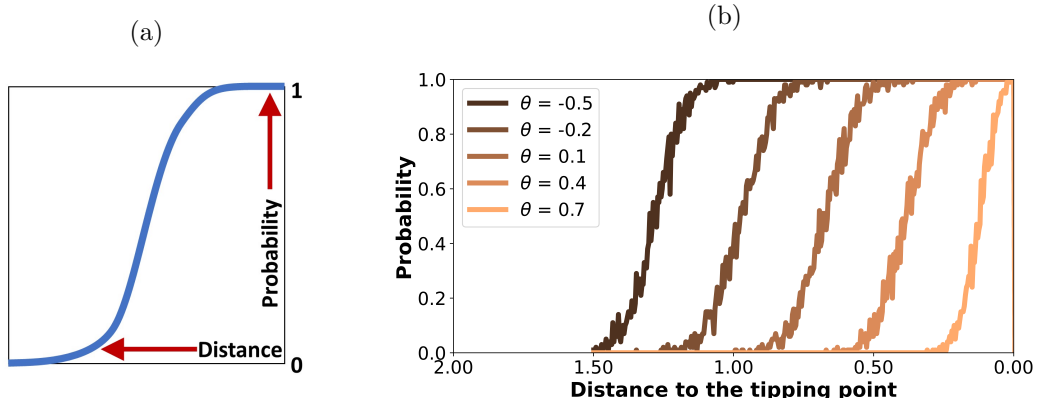 (a)
1
Probability
Distance
0
(b)
Probability
1.0
0.8
0.6
0.4
0.2
0.0
θ = -0.5
θ = -0.2
θ = 0.1
θ = 0.4
θ = 0.7
2.00 1.50 1.00 0.50 0.00
Distance to the tipping point